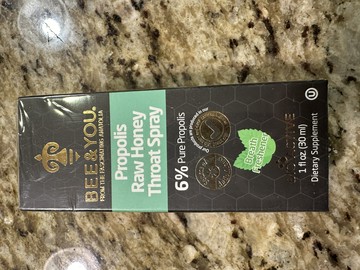 BEE&YOU®
FROM THE FASCINATING ANATOLIA
Propolis
Raw Honey
Throat Spray
6% Pure Propolis
Breath
Freshener
1 fl oz (30 ml)
Dietary Supplement
U